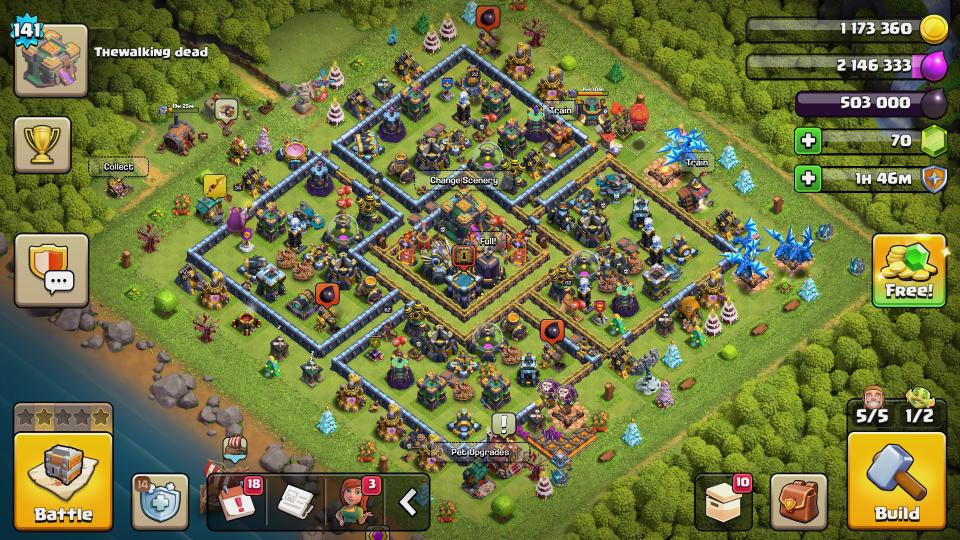 141
Thewalking dead
1 173 360
2 146 333
503 000
70
1H 46M
Train
Collect
Train
Change Scenery
Full!
Free!
5/5
1/2
Pet Upgrades
Battle
14
18
3
10
Build